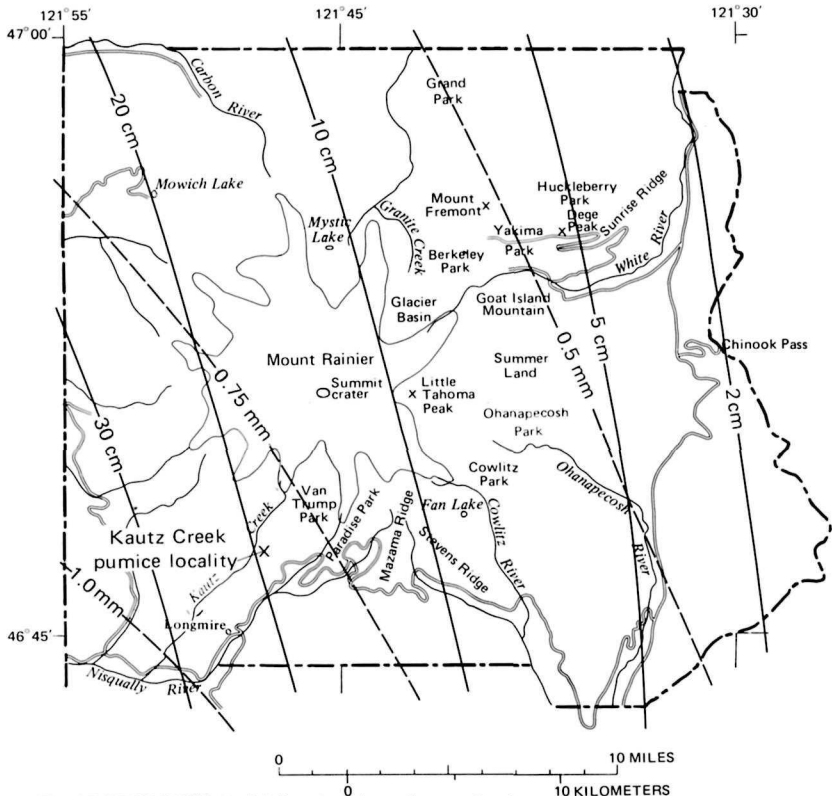 121°55'
121°45'
121°30'
47°00'
Carbon
River
Grand
Park
20 cm
10 cm
Mowich Lake
Huckleberry
Park
Dege
Peak
Sunrise Ridge
Mount
Fremont
Mystic
Lake
Granite Creek
Yakima
Park
White
River
Berkeley
Park
Glacier
Basin
Goat Island
Mountain
5 cm
0.5 mm
Chinook Pass
Mount Rainier
Summit
crater
Little
Tahoma
Peak
Summer
Land
0.75 mm
2cm
30 cm
Ohanapecosh
Park
Cowlitz
Park
Ohanapecosh
River
Van
Trump
Park
Paradise Park
Mazama Ridge
Fan Lake
Stevens Ridge
Cowlitz
River
Kautz Creek
pumice locality
Kautz
Creek
1.0mm
46°45'
Longmire
Nisqually
River
0
10 MILES
0
10 KILOMETERS